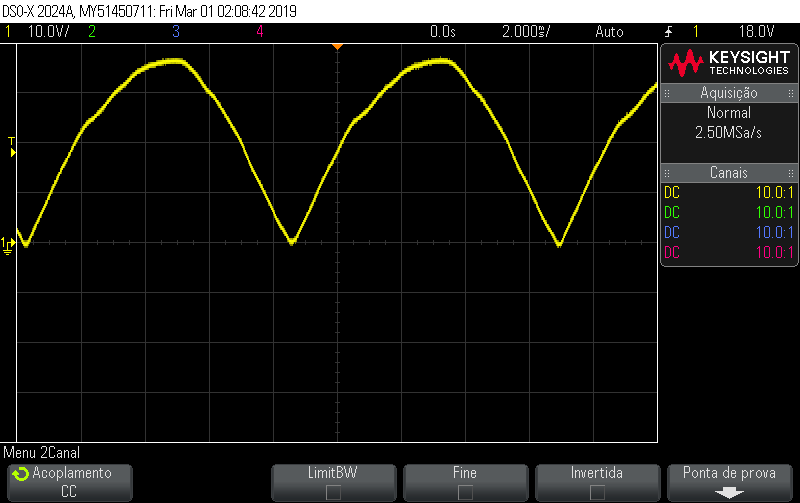 DSO-X 2024A, MY51450711: Fri Mar 01 02:08:42 2019
1 10.0V/ 2 3 4 0.0s 2.000ms/ Auto 1 18.0V
KEYSIGHT
TECHNOLOGIES
Aquisição
Normal
2.50MSa/s
Canais
DC 10.0:1
DC 10.0:1
DC 10.0:1
DC 10.0:1
T
1
Menu 2Canal
Acoplamento
CC
LimitBW
Fine
Invertida
Ponta de prova